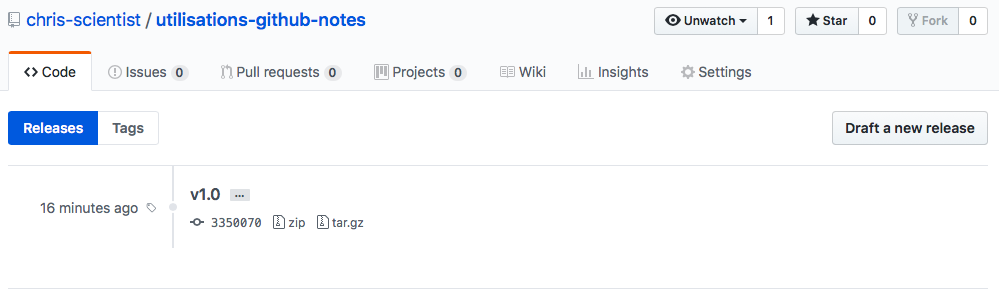 chris-scientist / utilisations-github-notes
Unwatch 1 Star 0 Fork 0
Code Issues 0 Pull requests 0 Projects 0 Wiki Insights Settings
Releases Tags Draft a new release
v1.0 ...
16 minutes ago
3350070 zip tar.gz